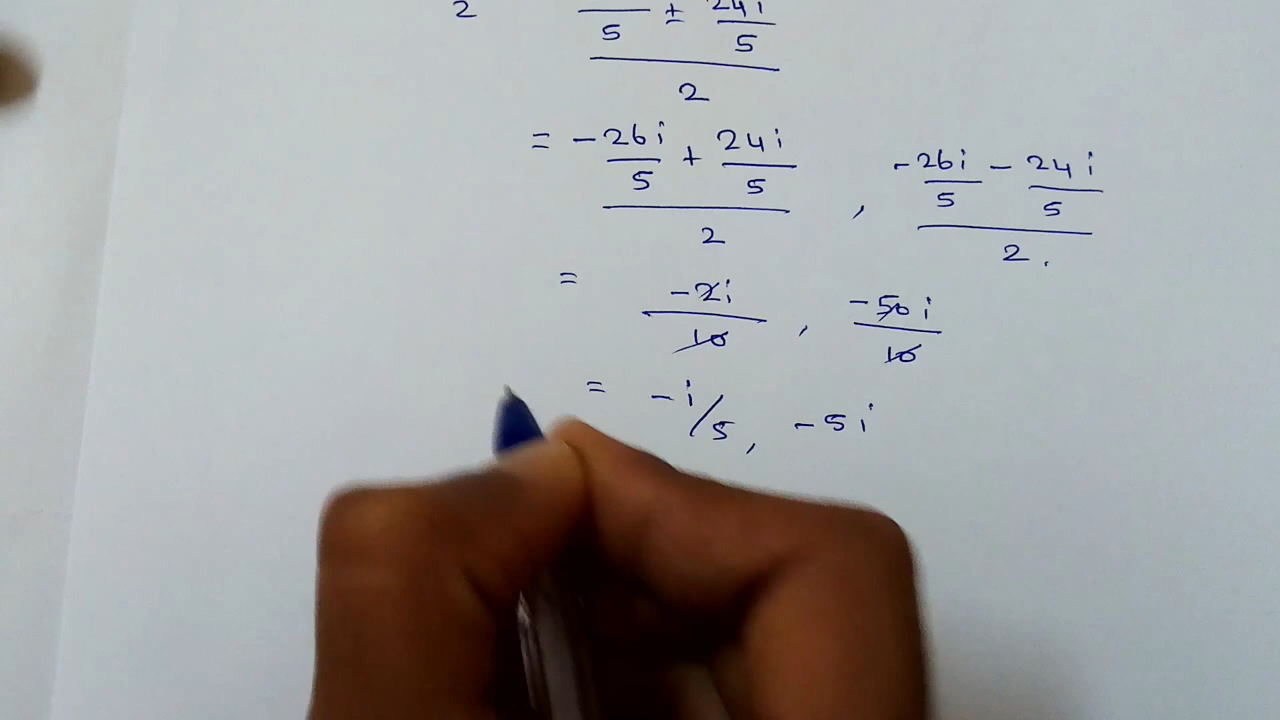 2 ± 24i
5 5
2
= -26i + 24i , -26i - 24i
5 5 5 5
2 2.
= -2i , -50i
10 10
= -i/5, -5i